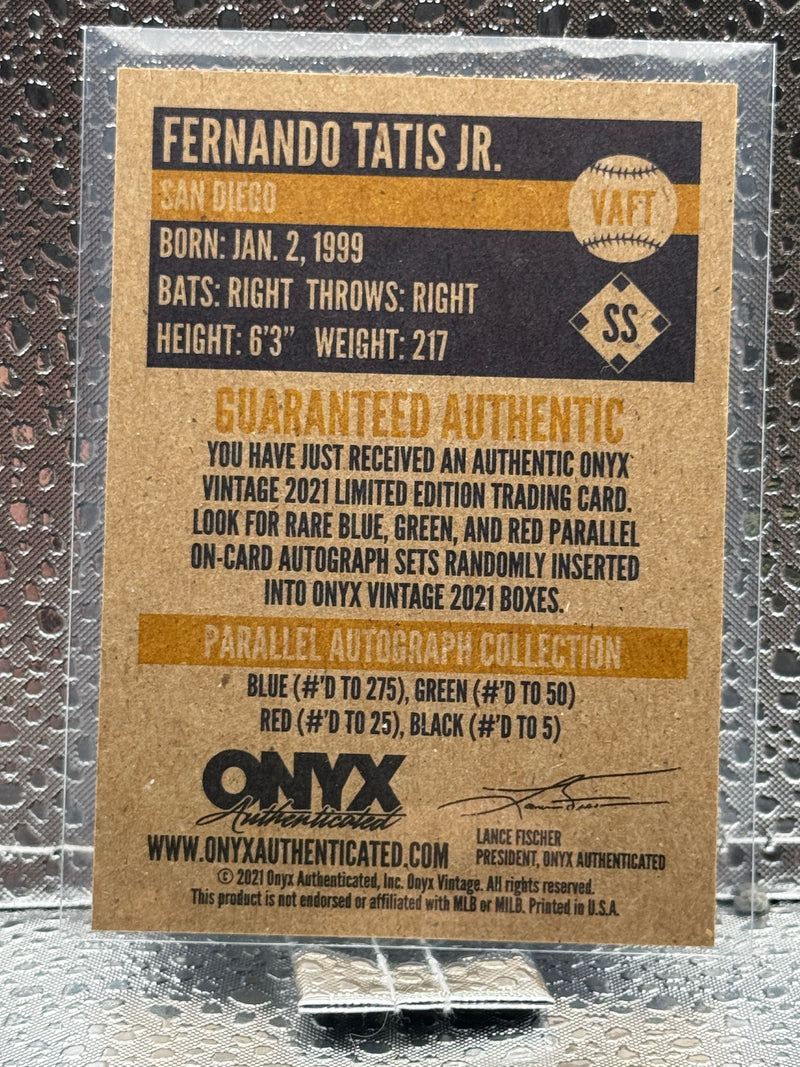 FERNANDO TATIS JR.
SAN DIEGO
VAFT
BORN: JAN. 2, 1999
BATS: RIGHT THROWS: RIGHT
SS
HEIGHT: 6'3" WEIGHT: 217
GUARANTEED AUTHENTIC
YOU HAVE JUST RECEIVED AN AUTHENTIC ONYX
VINTAGE 2021 LIMITED EDITION TRADING CARD.
LOOK FOR RARE BLUE, GREEN, AND RED PARALLEL
ON-CARD AUTOGRAPH SETS RANDOMLY INSERTED
INTO ONYX VINTAGE 2021 BOXES.
PARALLEL AUTOGRAPH COLLECTION
BLUE (#'D TO 275), GREEN (#'D TO 50)
RED (#'D TO 25), BLACK (#'D TO 5)
ONYX
Authenticated
WWW.ONYXAUTHENTICATED.COM
LANCE FISCHER
PRESIDENT, ONYX AUTHENTICATED
© 2021 Onyx Authenticated, Inc. Onyx Vintage. All rights reserved.
This product is not endorsed or affiliated with MLB or MILB. Printed in U.S.A.